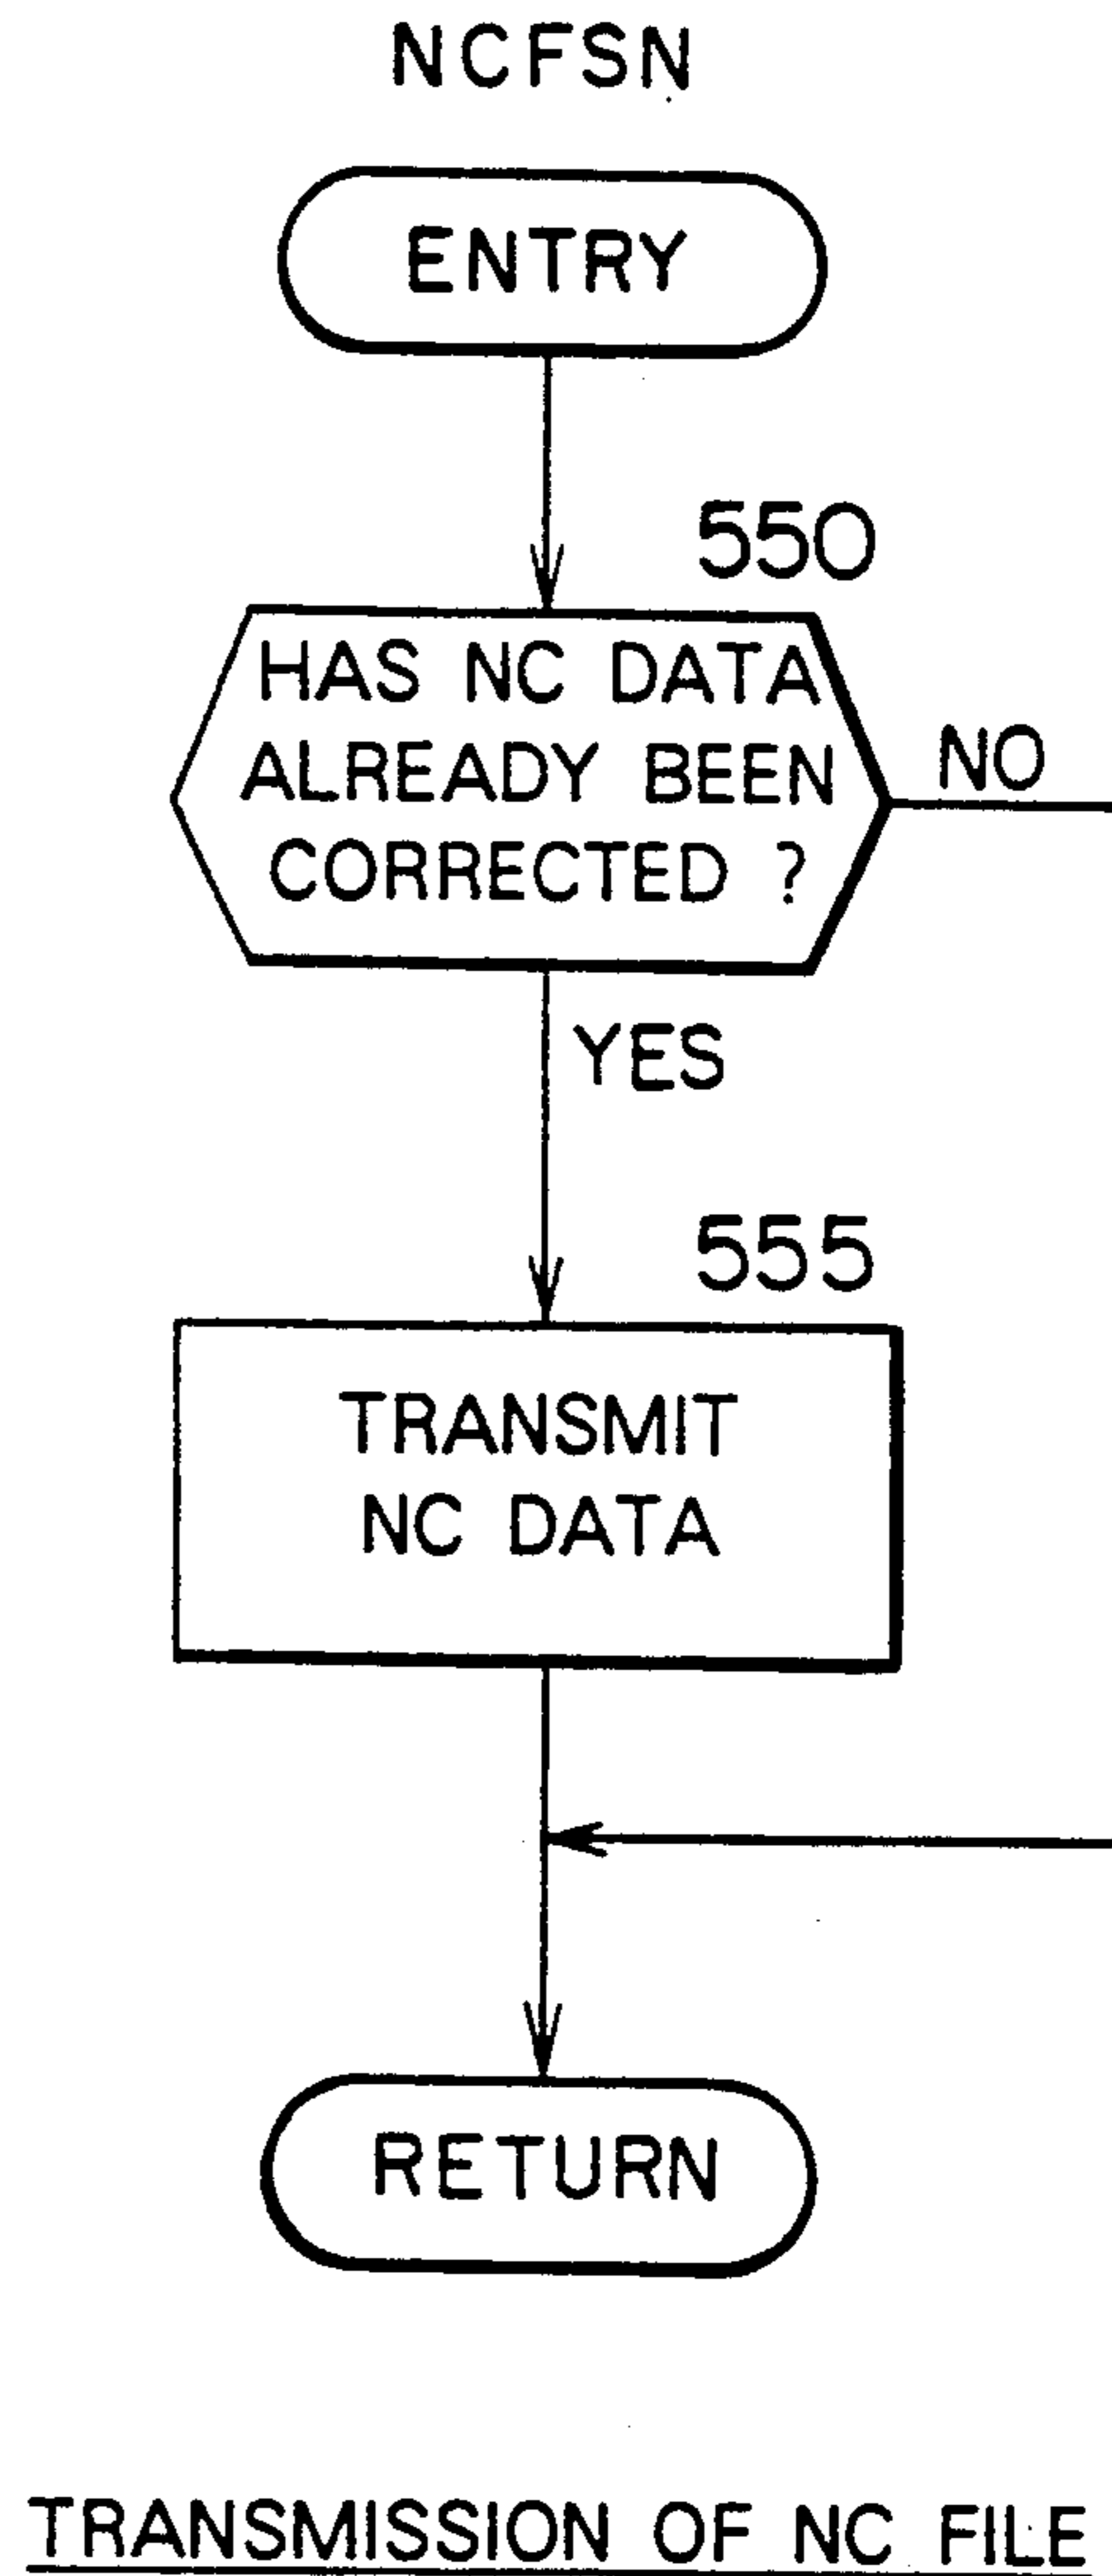 NCFSN
ENTRY
550
HAS NC DATA
ALREADY BEEN
CORRECTED ?
NO
YES
555
TRANSMIT
NC DATA
RETURN
TRANSMISSION OF NC FILE